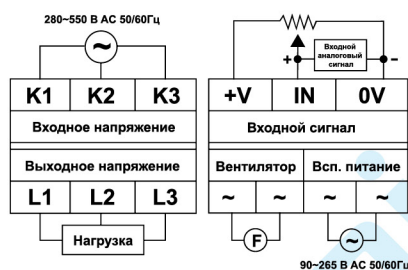 280~550 В AC 50/60Гц
~
K1 K2 K3
Входное напряжение
Выходное напряжение
L1 L2 L3
Нагрузка
Входной
аналоговый
сигнал
+ −
+V IN 0V
Входной сигнал
Вентилятор Всп. питание
~ ~ ~ ~
F ~
90~265 В AC 50/60Гц